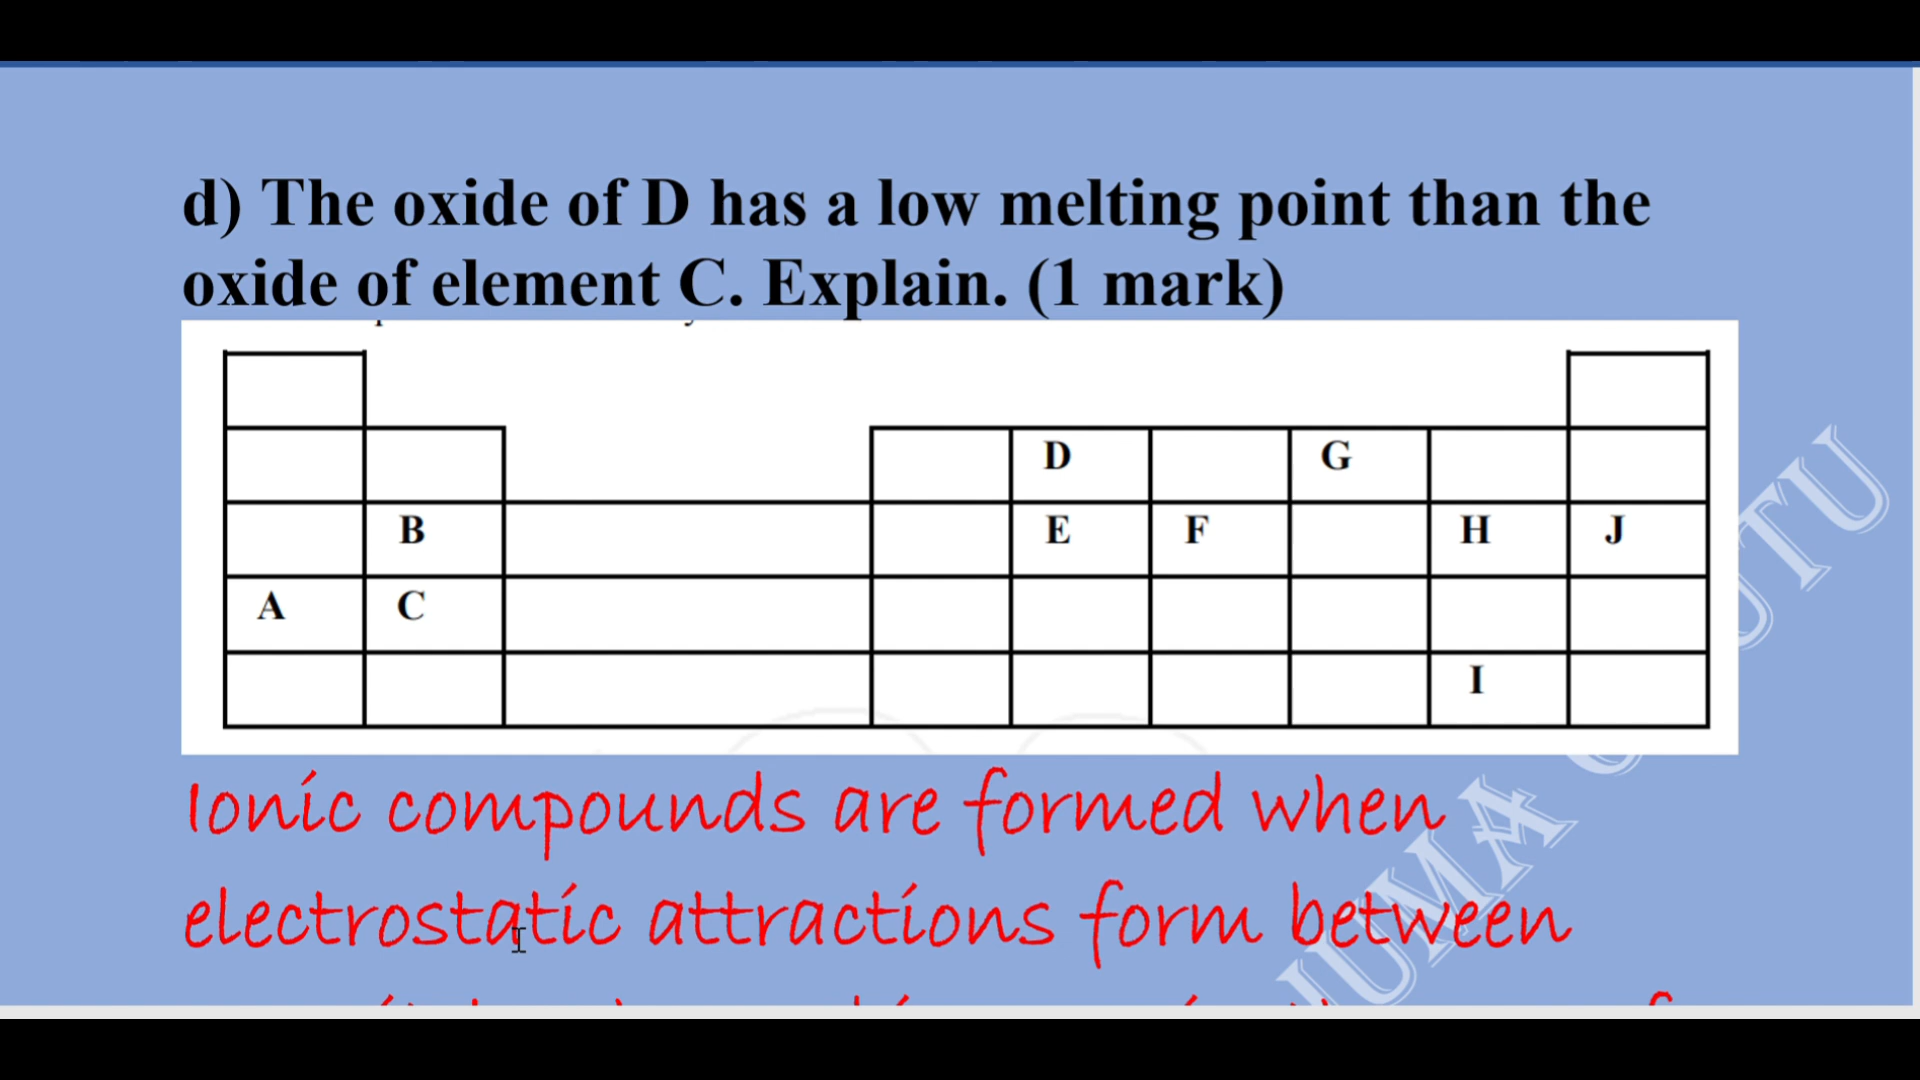 d) The oxide of D has a low melting point than the
oxide of element C. Explain. (1 mark)
D G
B E F H J
A C
I
Ionic compounds are formed when
electrostatic attractions form between